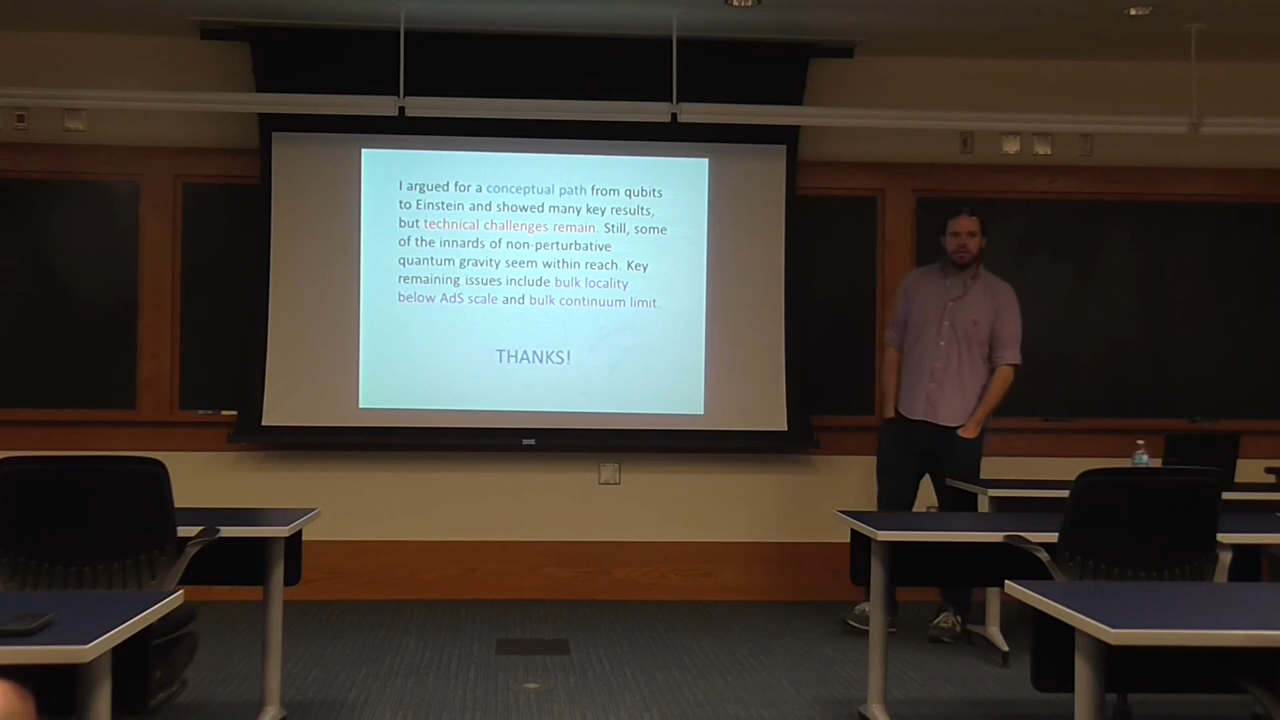 I argued for a conceptual path from qubits
to Einstein and showed many key results,
but technical challenges remain. Still, some
of the innards of non-perturbative
quantum gravity seem within reach. Key
remaining issues include bulk locality
below AdS scale and bulk continuum limit.
THANKS!